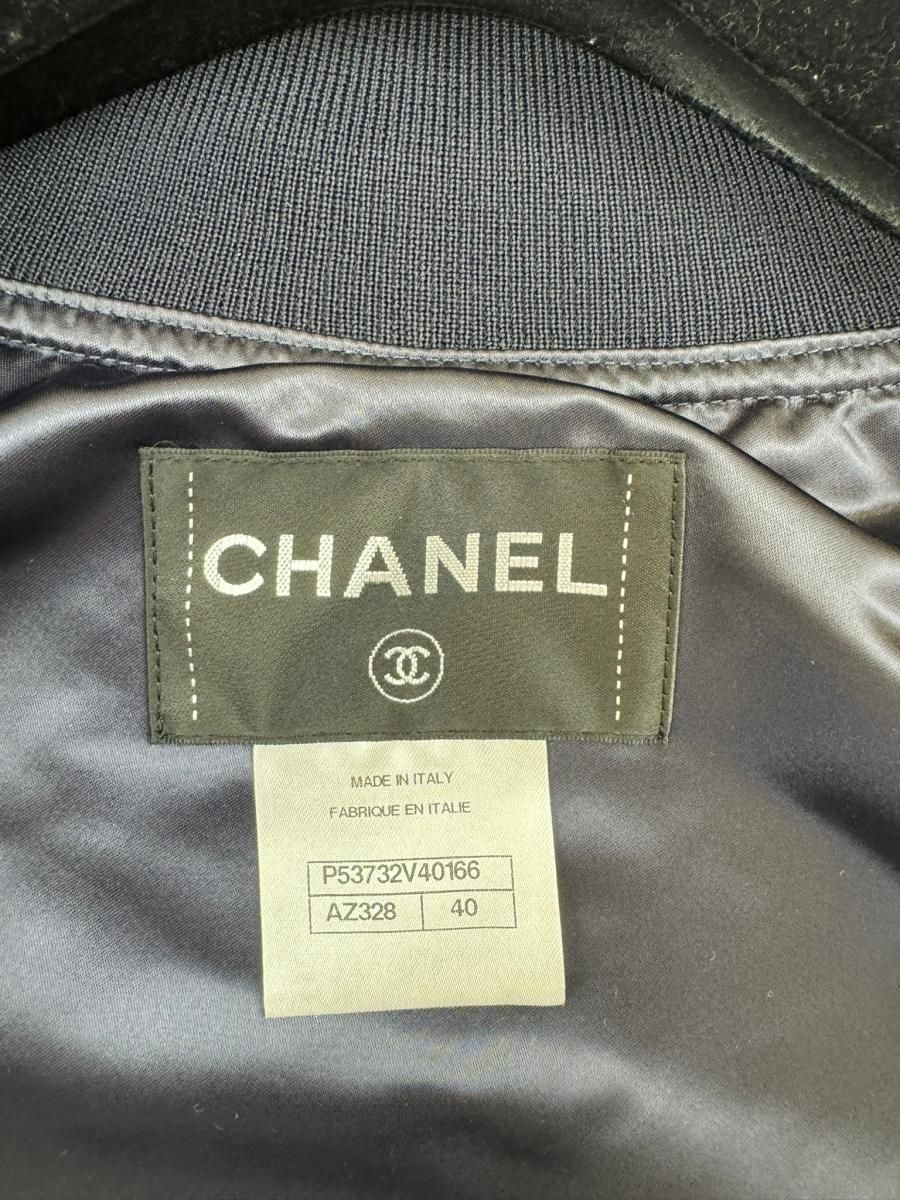 CHANEL
MADE IN ITALY
FABRIQUE EN ITALIE
P53732V40166
AZ328 40